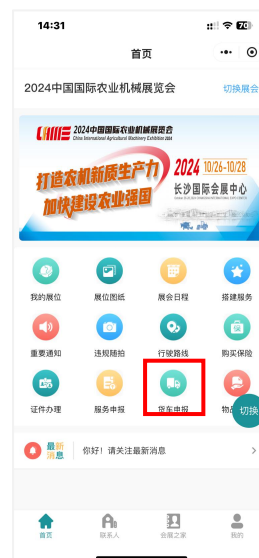 14:31
70
首页
2024中国国际农业机械展览会
切换展会
2024中国国际农业机械展览会
China International Agricultural Machinery Exhibition 2024
打造农机新质生产力
加快建设农业强国
2024 10/26-10/28
长沙国际会展中心
我的展位
展位图纸
展会日程
搭建服务
重要通知
违规随拍
行驶路线
购买保险
证件办理
服务申报
货车申报
切换
最新
消息
你好！请关注最新消息
首页
联系人
会展之家
我的